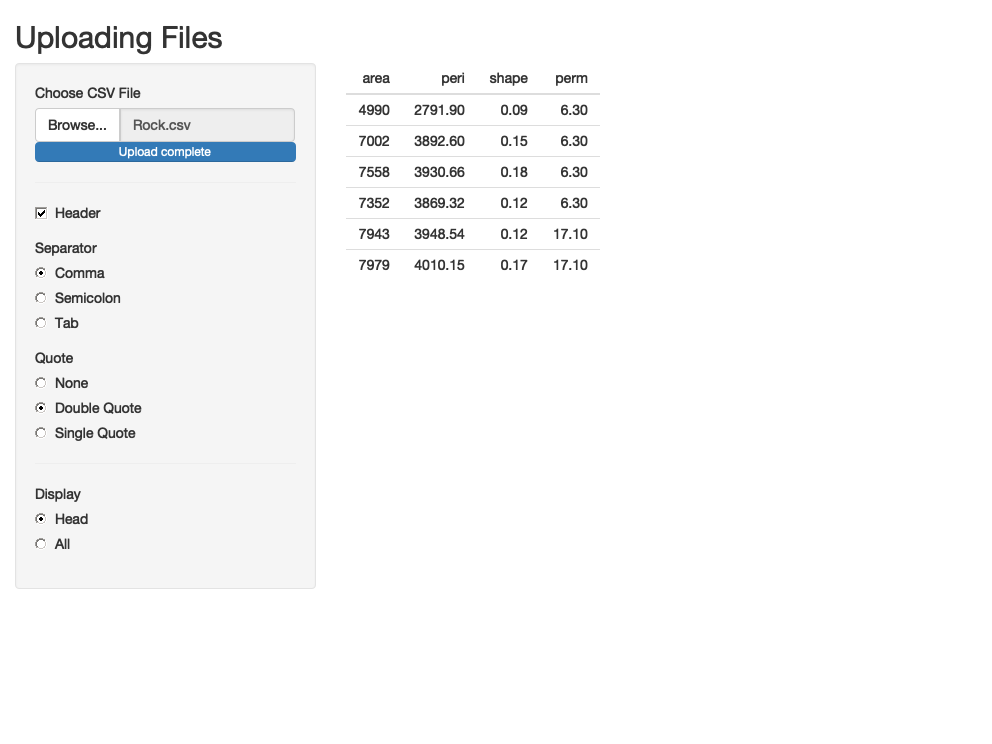 Uploading Files
Choose CSV File
Browse... Rock.csv
Upload complete
Header
Separator
Comma
Semicolon
Tab
Quote
None
Double Quote
Single Quote
Display
Head
All
area peri shape perm
4990 2791.90 0.09 6.30
7002 3892.60 0.15 6.30
7558 3930.66 0.18 6.30
7352 3869.32 0.12 6.30
7943 3948.54 0.12 17.10
7979 4010.15 0.17 17.10